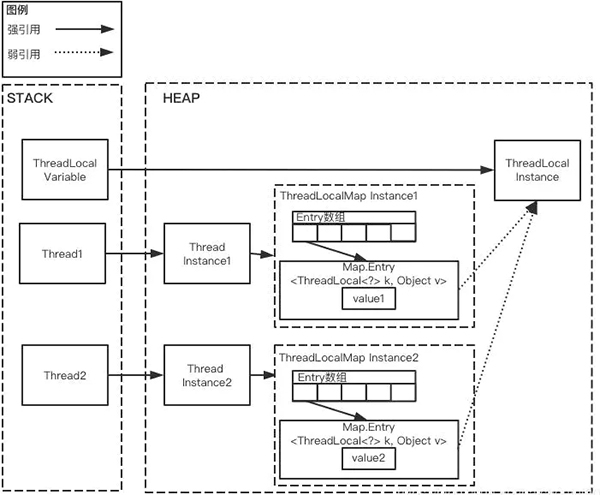 图例
强引用
弱引用
STACK
HEAP
ThreadLocal
Variable
ThreadLocal
Instance
ThreadLocalMap Instance1
Entry数组
Thread1
Thread
Instance1
Map.Entry
<ThreadLocal<?> k, Object v>
value1
ThreadLocalMap Instance2
Entry数组
Thread2
Thread
Instance2
Map.Entry
<ThreadLocal<?> k, Object v>
value2